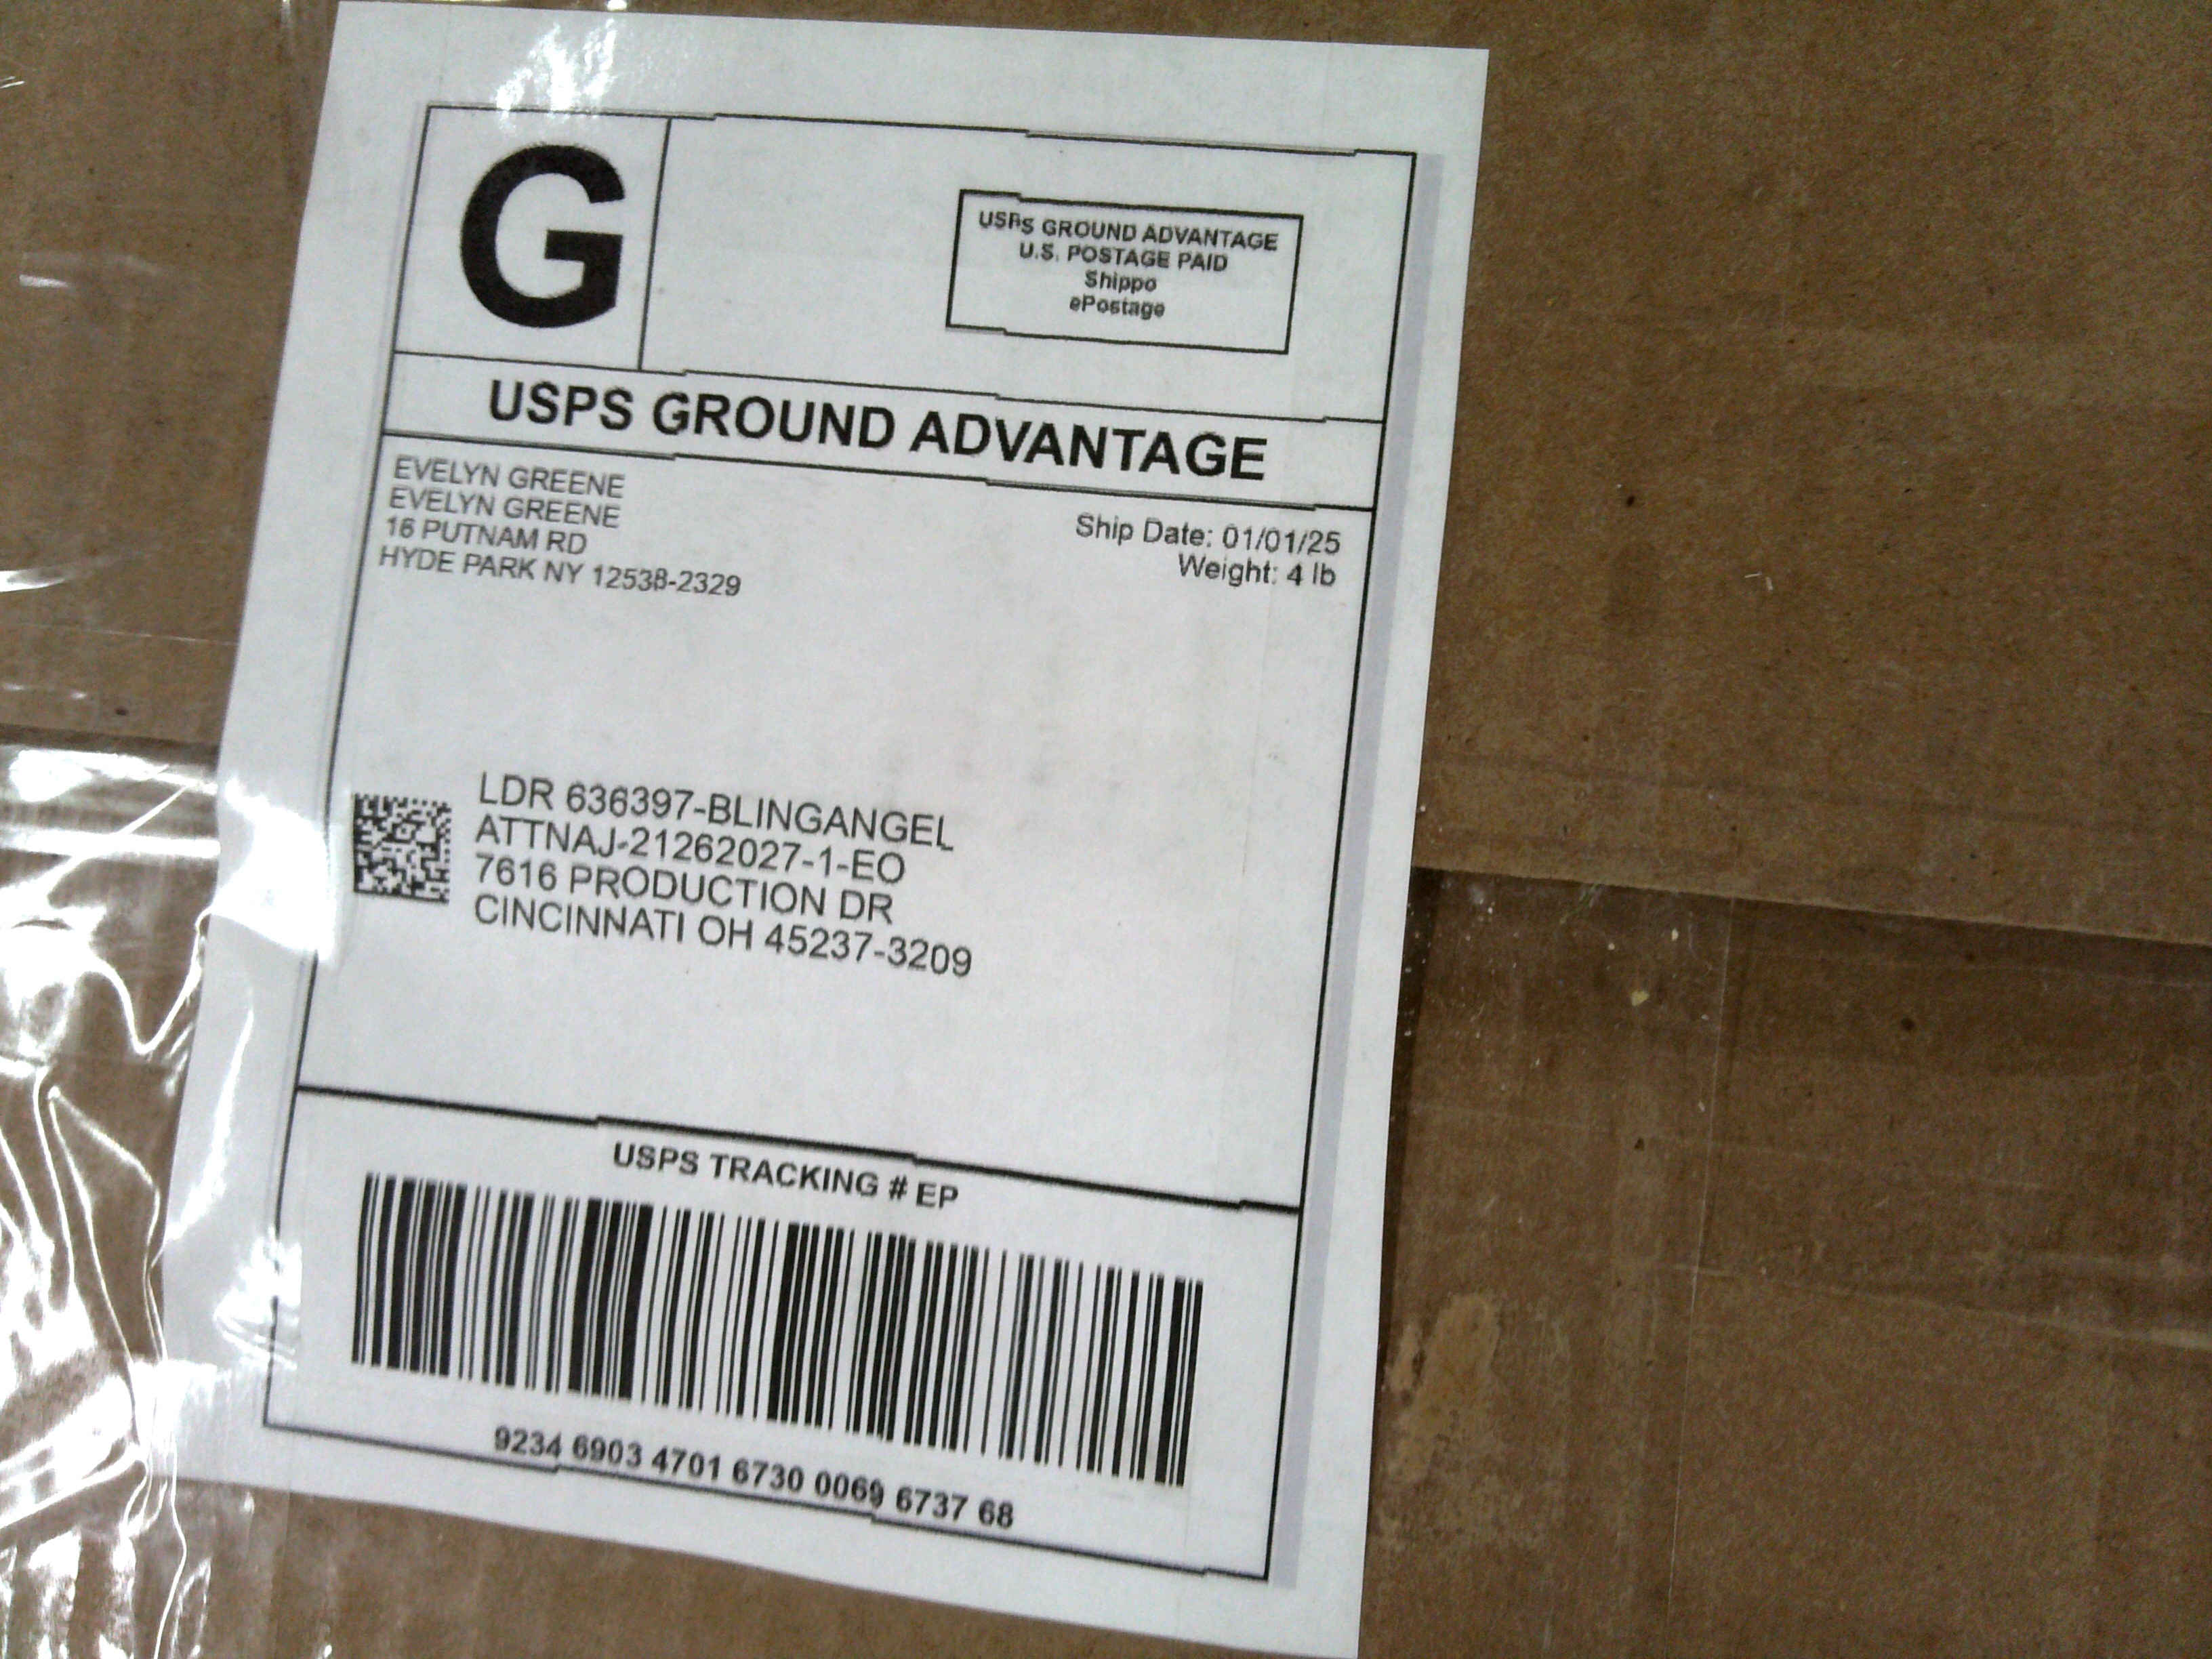 G
USPS GROUND ADVANTAGE
U.S. POSTAGE PAID
Shippo
ePostage
USPS GROUND ADVANTAGE
EVELYN GREENE
EVELYN GREENE
16 PUTNAM RD
HYDE PARK NY 12538-2329
Ship Date: 01/01/25
Weight: 4 lb
LDR 636397-BLINGANGEL
ATTNAJ-21262027-1-EO
7616 PRODUCTION DR
CINCINNATI OH 45237-3209
USPS TRACKING # EP
9234 6903 4701 6730 0069 6737 68